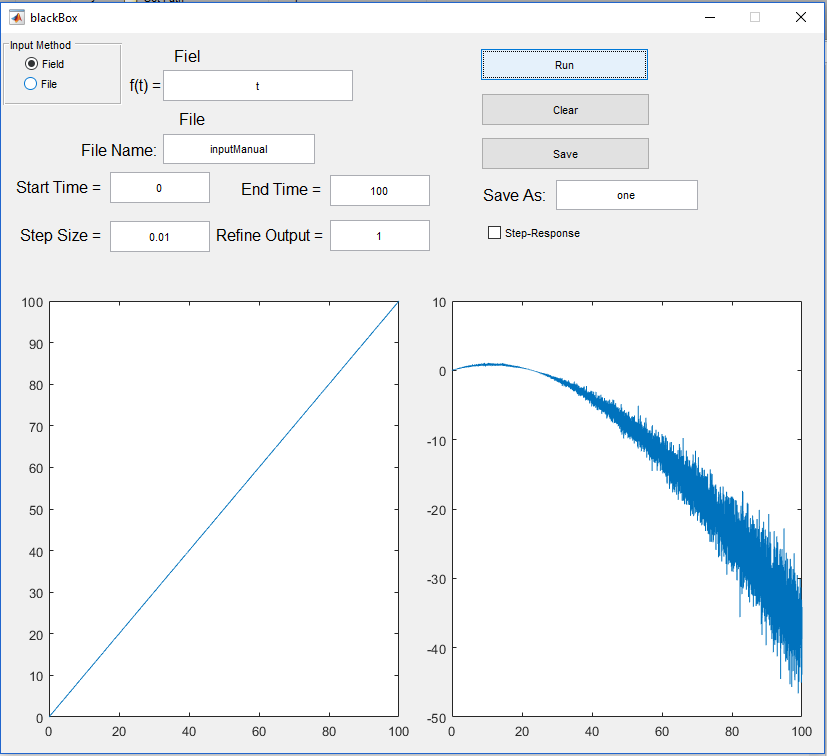 blackBox
Input Method
Field
File
Fiel
f(t) =
t
File
File Name:
inputManual
Start Time =
0
End Time =
100
Step Size =
0.01
Refine Output =
1
Run
Clear
Save
Save As:
one
Step-Response
100
90
80
70
60
50
40
30
20
10
0
0 20 40 60 80 100
10
0
-10
-20
-30
-40
-50
0 20 40 60 80 100